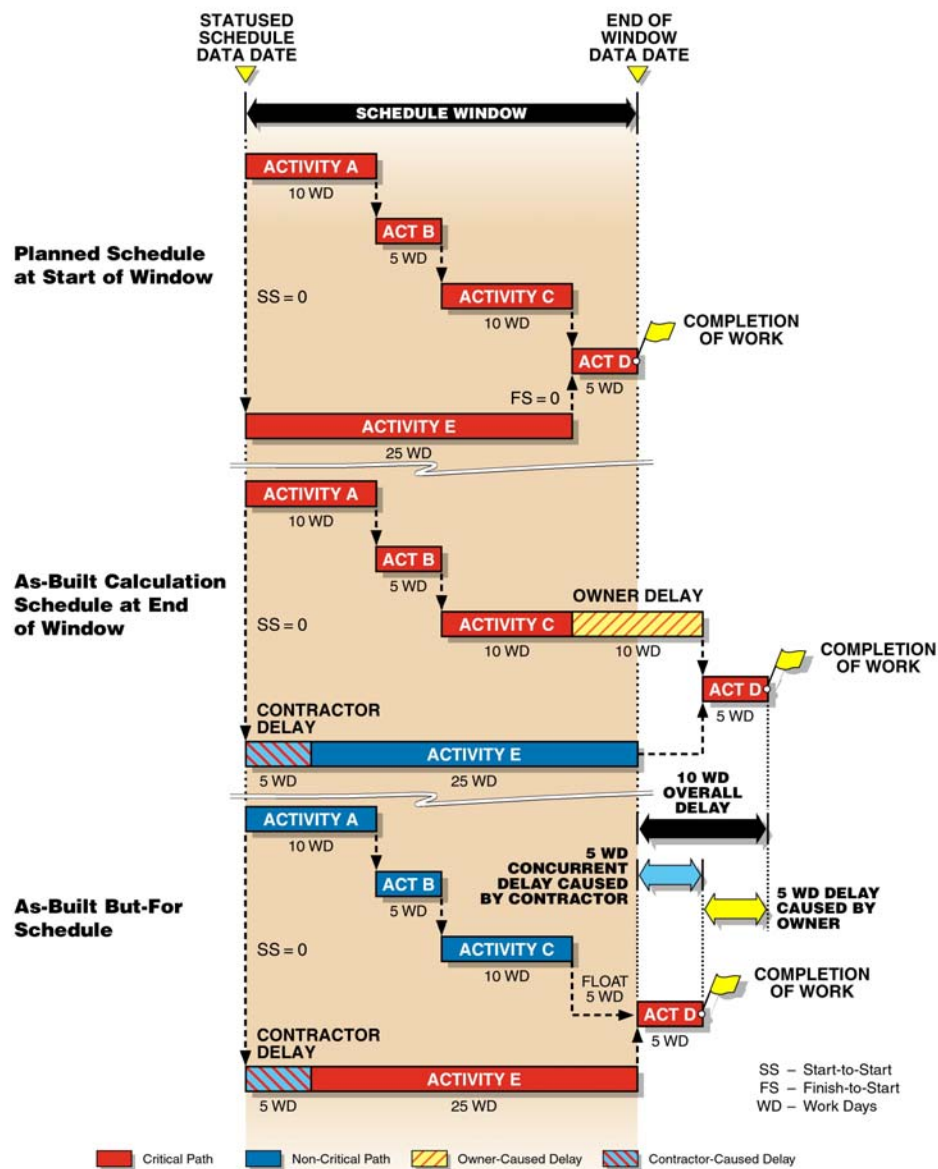 STATUSED
SCHEDULE
DATA DATE
END OF
WINDOW
DATA DATE
SCHEDULE WINDOW
ACTIVITY A
10 WD
ACT B
5 WD
Planned Schedule
at Start of Window
SS = 0
ACTIVITY C
10 WD
COMPLETION
OF WORK
ACT D
5 WD
FS = 0
ACTIVITY E
25 WD
ACTIVITY A
10 WD
ACT B
5 WD
As-Built Calculation
Schedule at End
of Window
SS = 0
OWNER DELAY
ACTIVITY C
10 WD
10 WD
COMPLETION
OF WORK
ACT D
5 WD
CONTRACTOR
DELAY
ACTIVITY E
5 WD
25 WD
10 WD
OVERALL
DELAY
ACTIVITY A
10 WD
5 WD
CONCURRENT
DELAY CAUSED
BY CONTRACTOR
ACT B
5 WD
5 WD DELAY
CAUSED BY
OWNER
As-Built But-For
Schedule
SS = 0
ACTIVITY C
10 WD
FLOAT
5 WD
COMPLETION
OF WORK
ACT D
5 WD
CONTRACTOR
DELAY
ACTIVITY E
5 WD
25 WD
SS – Start-to-Start
FS – Finish-to-Start
WD – Work Days
Critical Path
Non-Critical Path
Owner-Caused Delay
Contractor-Caused Delay